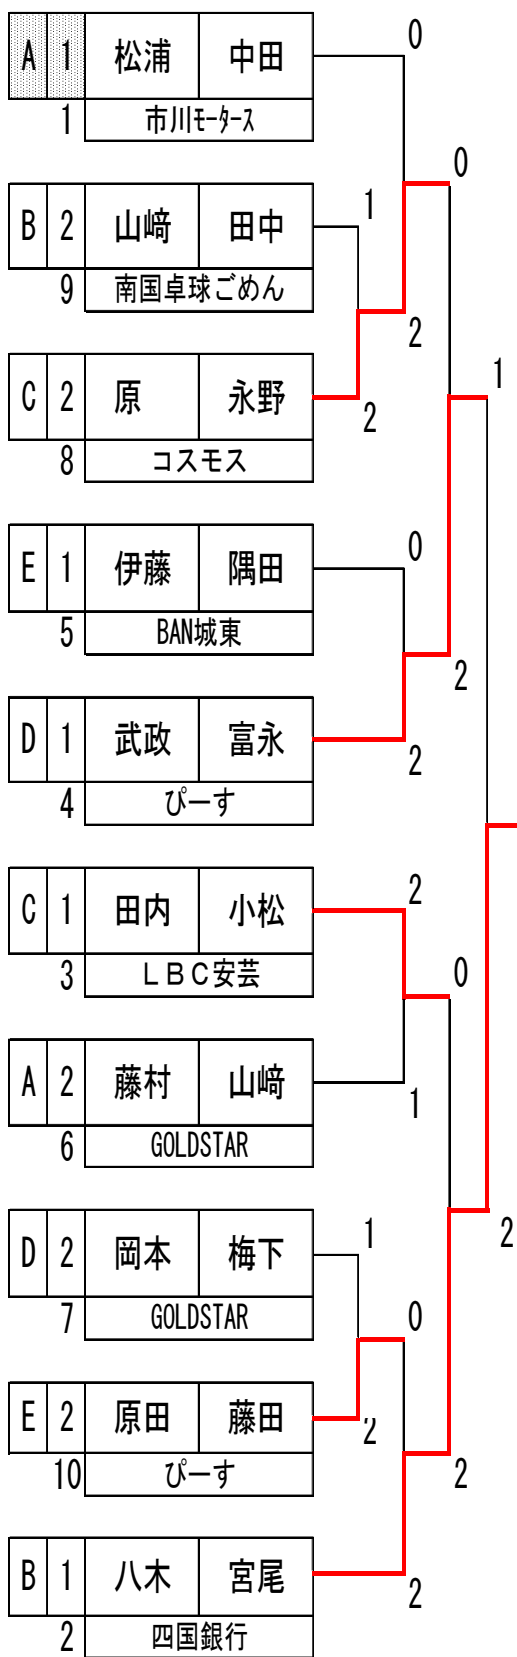 0
A 1 松浦 中田
1 市川ﾓｰﾀｰｽ
0
1
B 2 山﨑 田中
9 南国卓球ごめん
2
1
C 2 原 永野
2
8 コスモス
0
E 1 伊藤 隅田
5 BAN城東
2
D 1 武政 富永
2
4 ぴーす
2
C 1 田内 小松
3 ＬＢＣ安芸
0
A 2 藤村 山﨑
1
6 GOLDSTAR
1
2
D 2 岡本 梅下
7 GOLDSTAR
0
E 2 原田 藤田
2
10 ぴーす
2
B 1 八木 宮尾
2
2 四国銀行